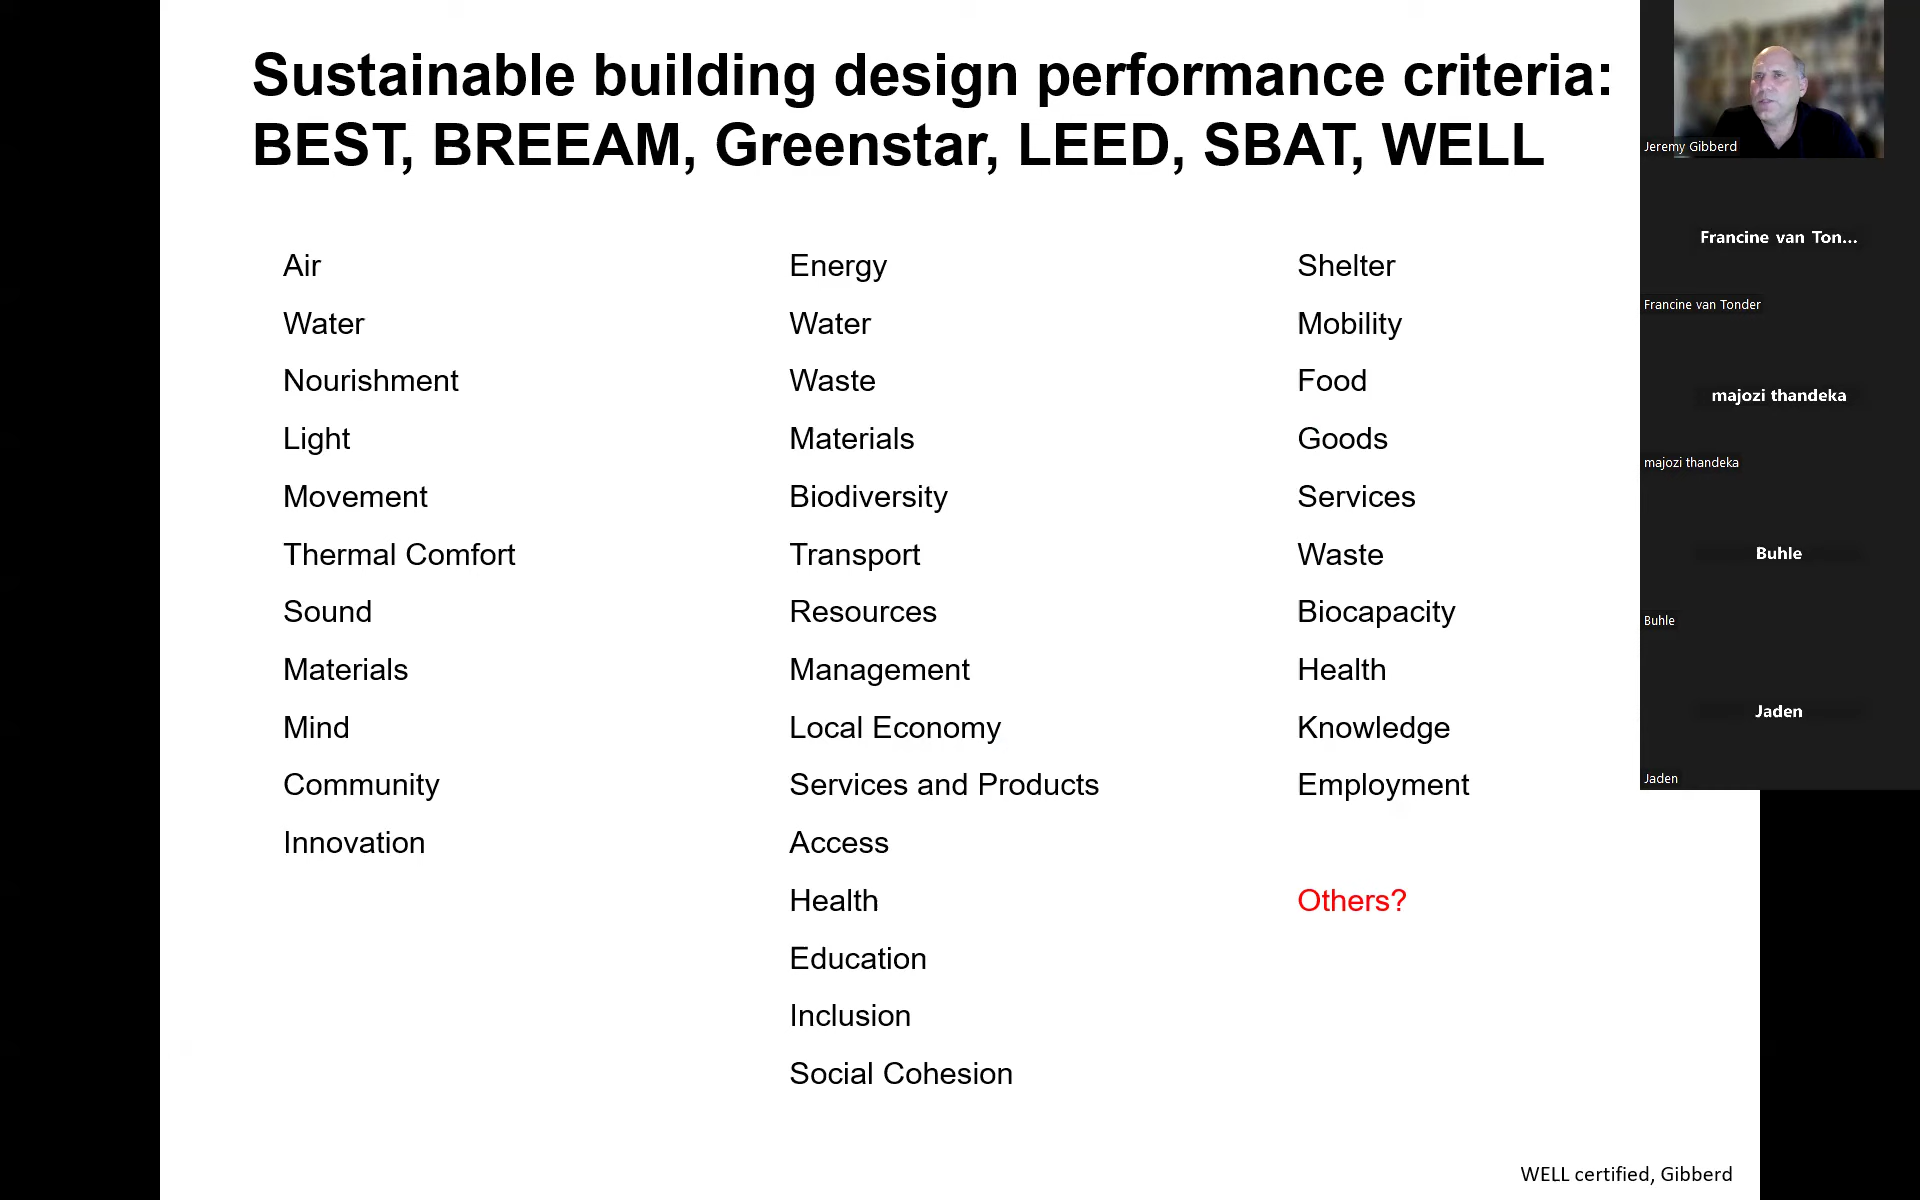 Sustainable building design performance criteria:
BEST, BREEAM, Greenstar, LEED, SBAT, WELL
Air
Water
Nourishment
Light
Movement
Thermal Comfort
Sound
Materials
Mind
Community
Innovation
Energy
Water
Waste
Materials
Biodiversity
Transport
Resources
Management
Local Economy
Services and Products
Access
Health
Education
Inclusion
Social Cohesion
Shelter
Mobility
Food
Goods
Services
Waste
Biocapacity
Health
Knowledge
Employment
Others?
WELL certified, Gibberd
Jeremy Gibberd
Francine van Ton...
Francine van Tonder
majozi thandeka
majozi thandeka
Buhle
Buhle
Jaden
Jaden